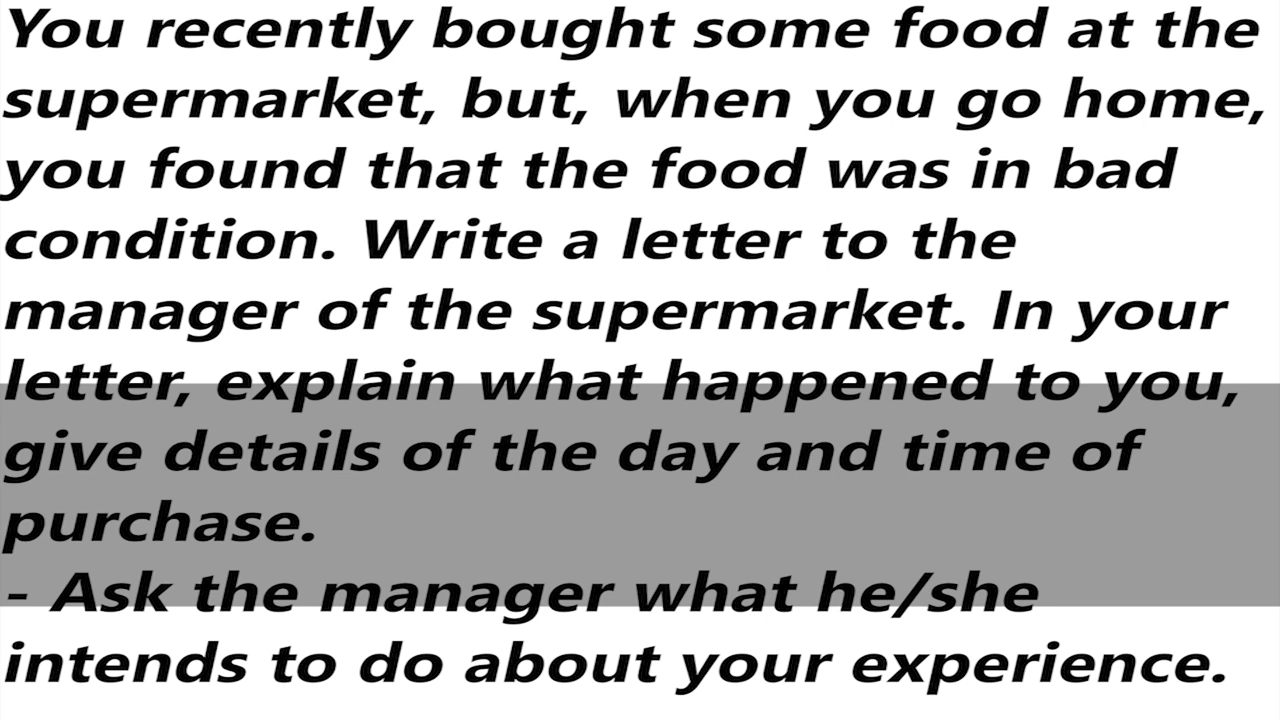 You recently bought some food at the
supermarket, but, when you go home,
you found that the food was in bad
condition. Write a letter to the
manager of the supermarket. In your
letter, explain what happened to you,
give details of the day and time of
purchase.
- Ask the manager what he/she
intends to do about your experience.